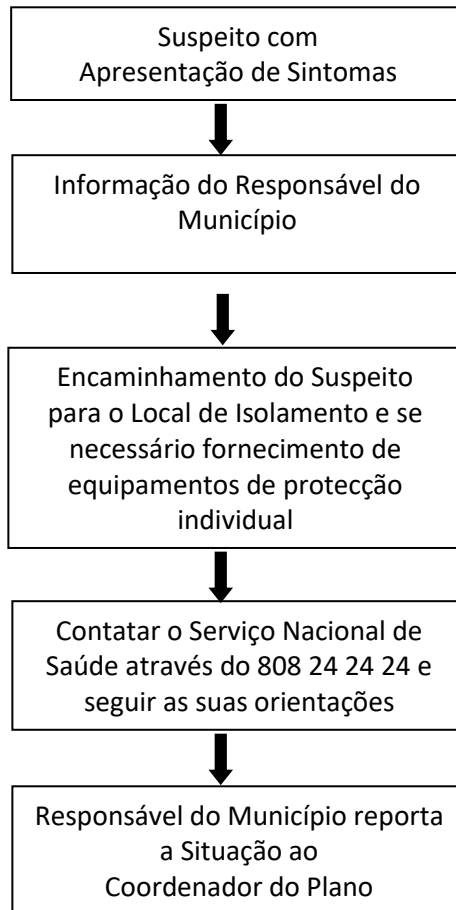 Suspeito com
Apresentação de Sintomas
Informação do Responsável do
Município
Encaminhamento do Suspeito
para o Local de Isolamento e se
necessário fornecimento de
equipamentos de protecção
individual
Contatar o Serviço Nacional de
Saúde através do 808 24 24 24 e
seguir as suas orientações
Responsável do Município reporta
a Situação ao
Coordenador do Plano